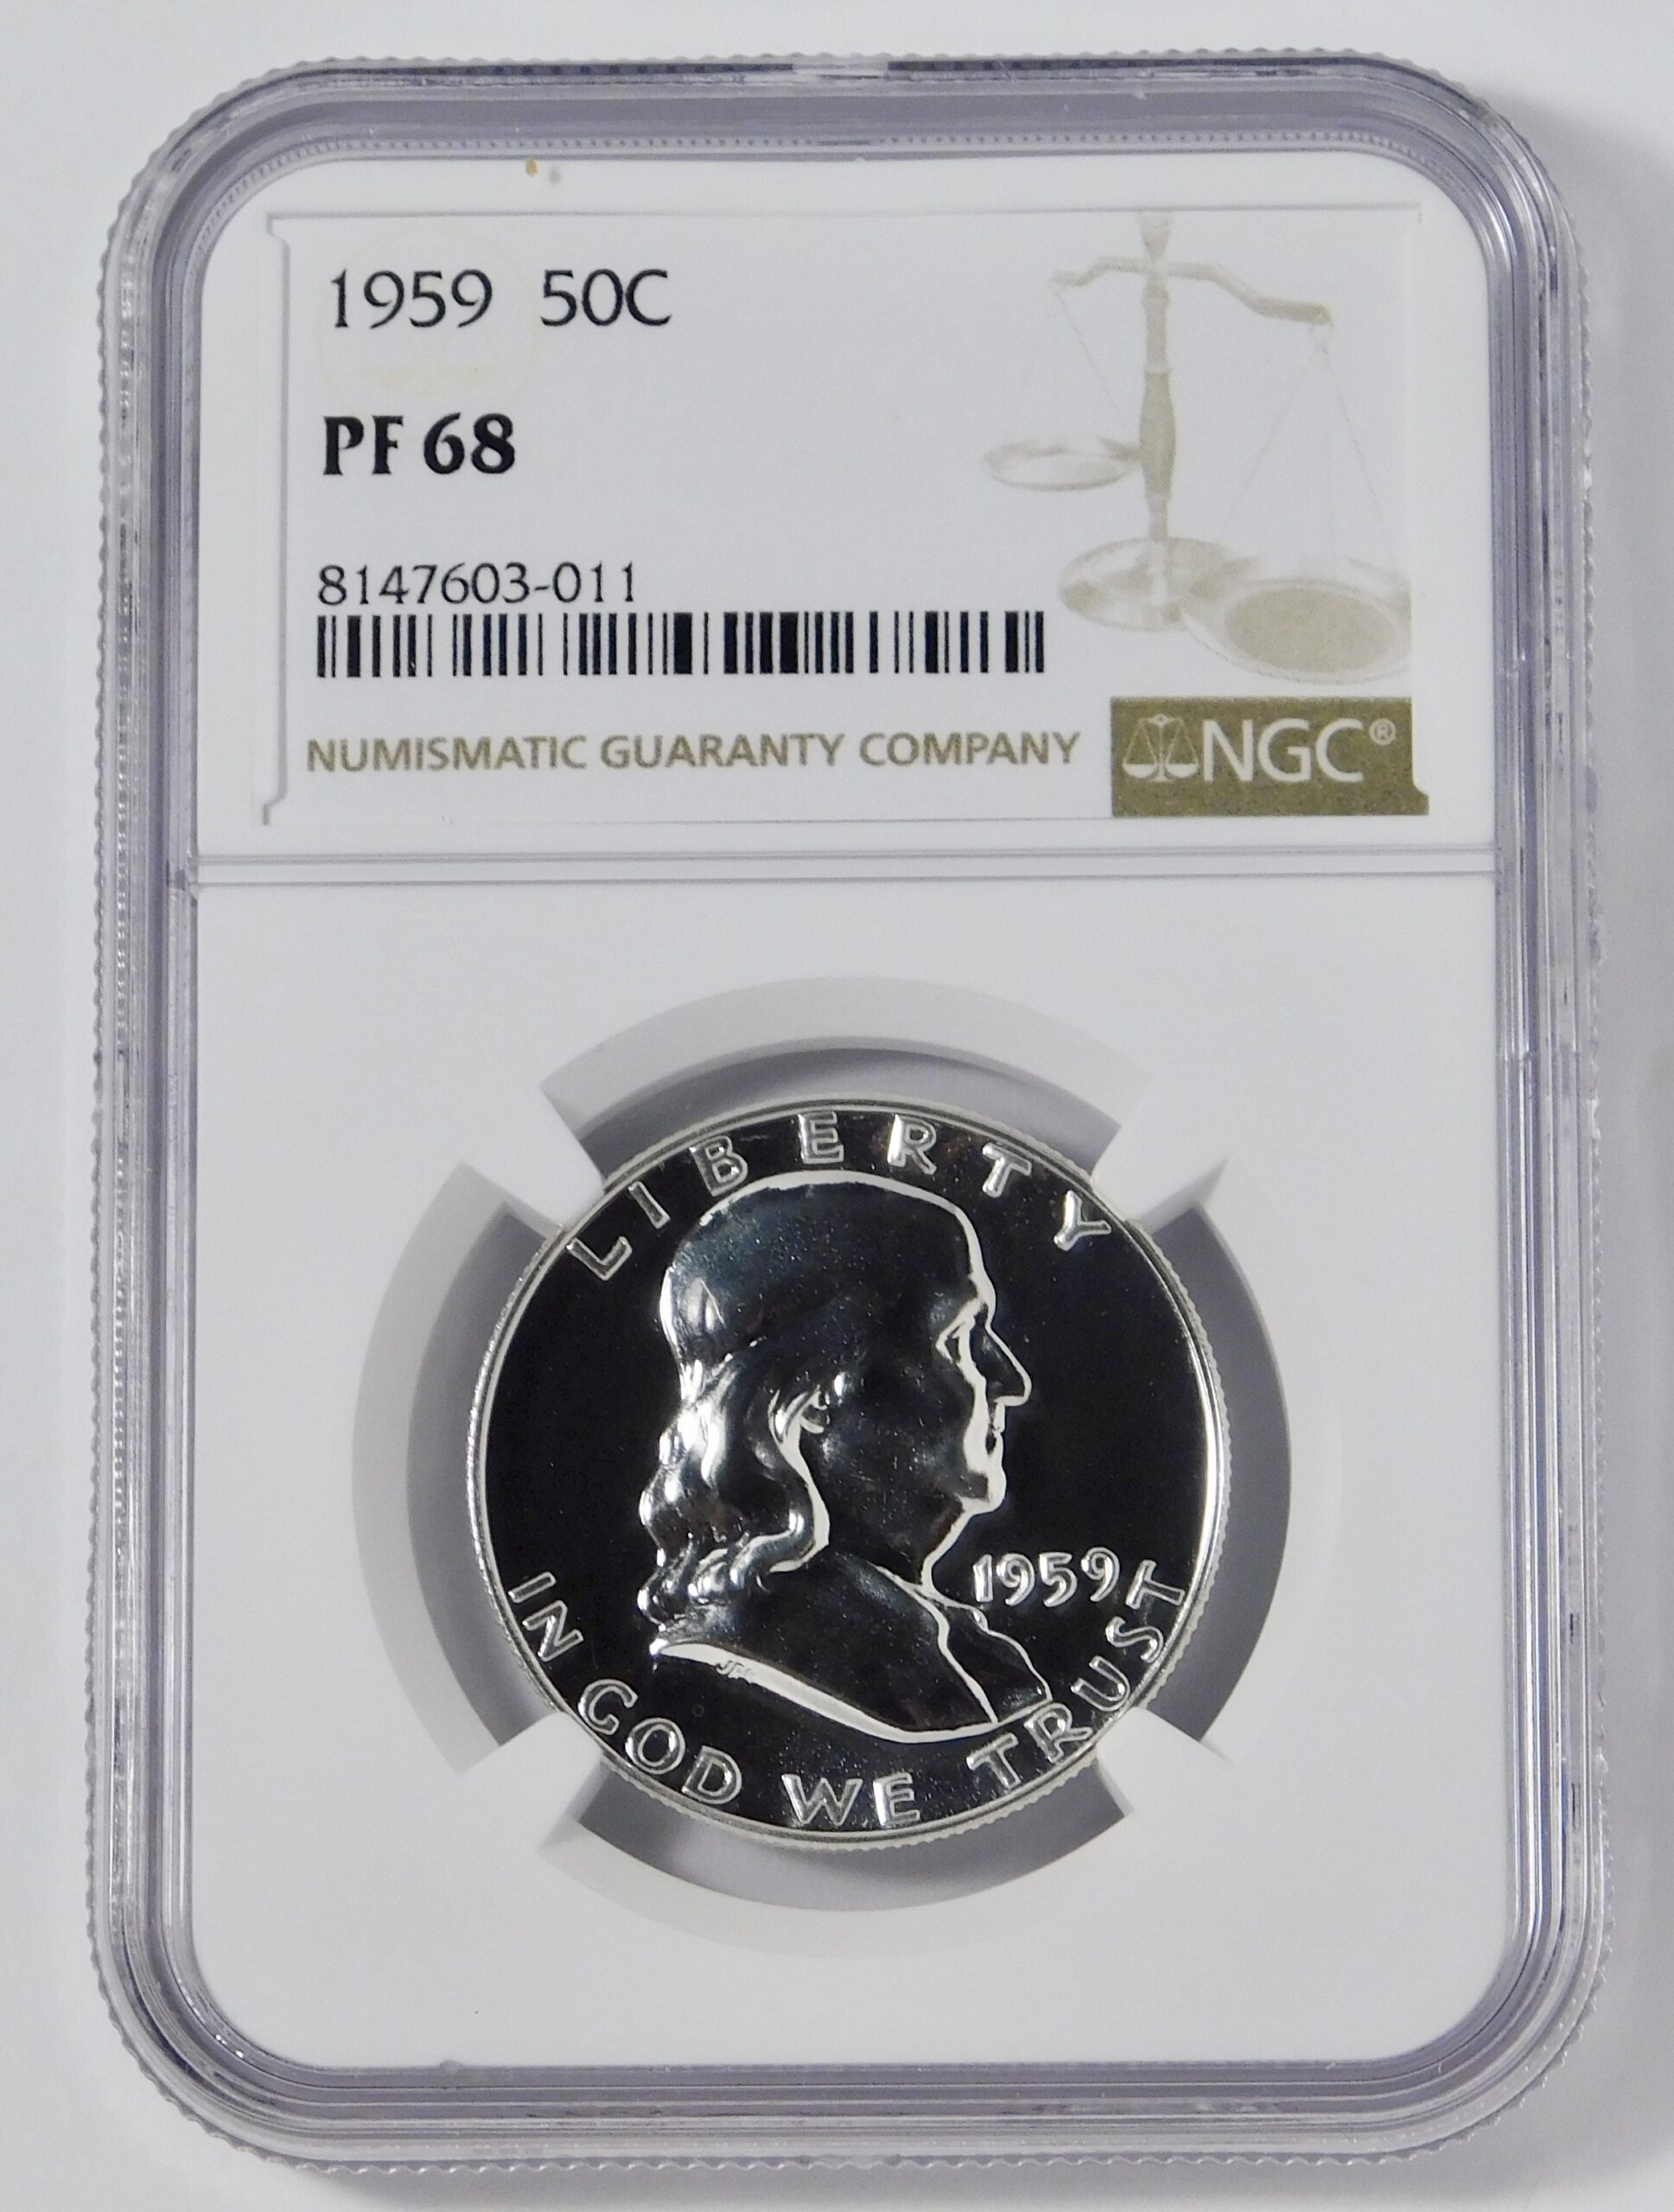 1959 50C
PF 68
8147603-011
NUMISMATIC GUARANTY COMPANY
NGC®
LIBERTY
1959
IN GOD WE TRUST